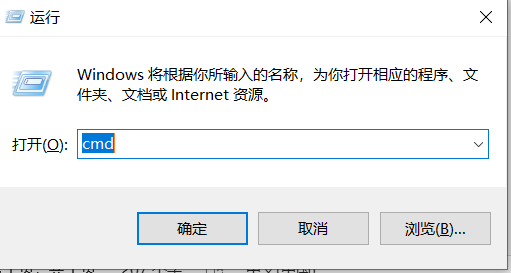 运行
Windows 将根据你所输入的名称，为你打开相应的程序、文
件夹、文档或 Internet 资源。
打开(O): cmd
确定 取消 浏览(B)...